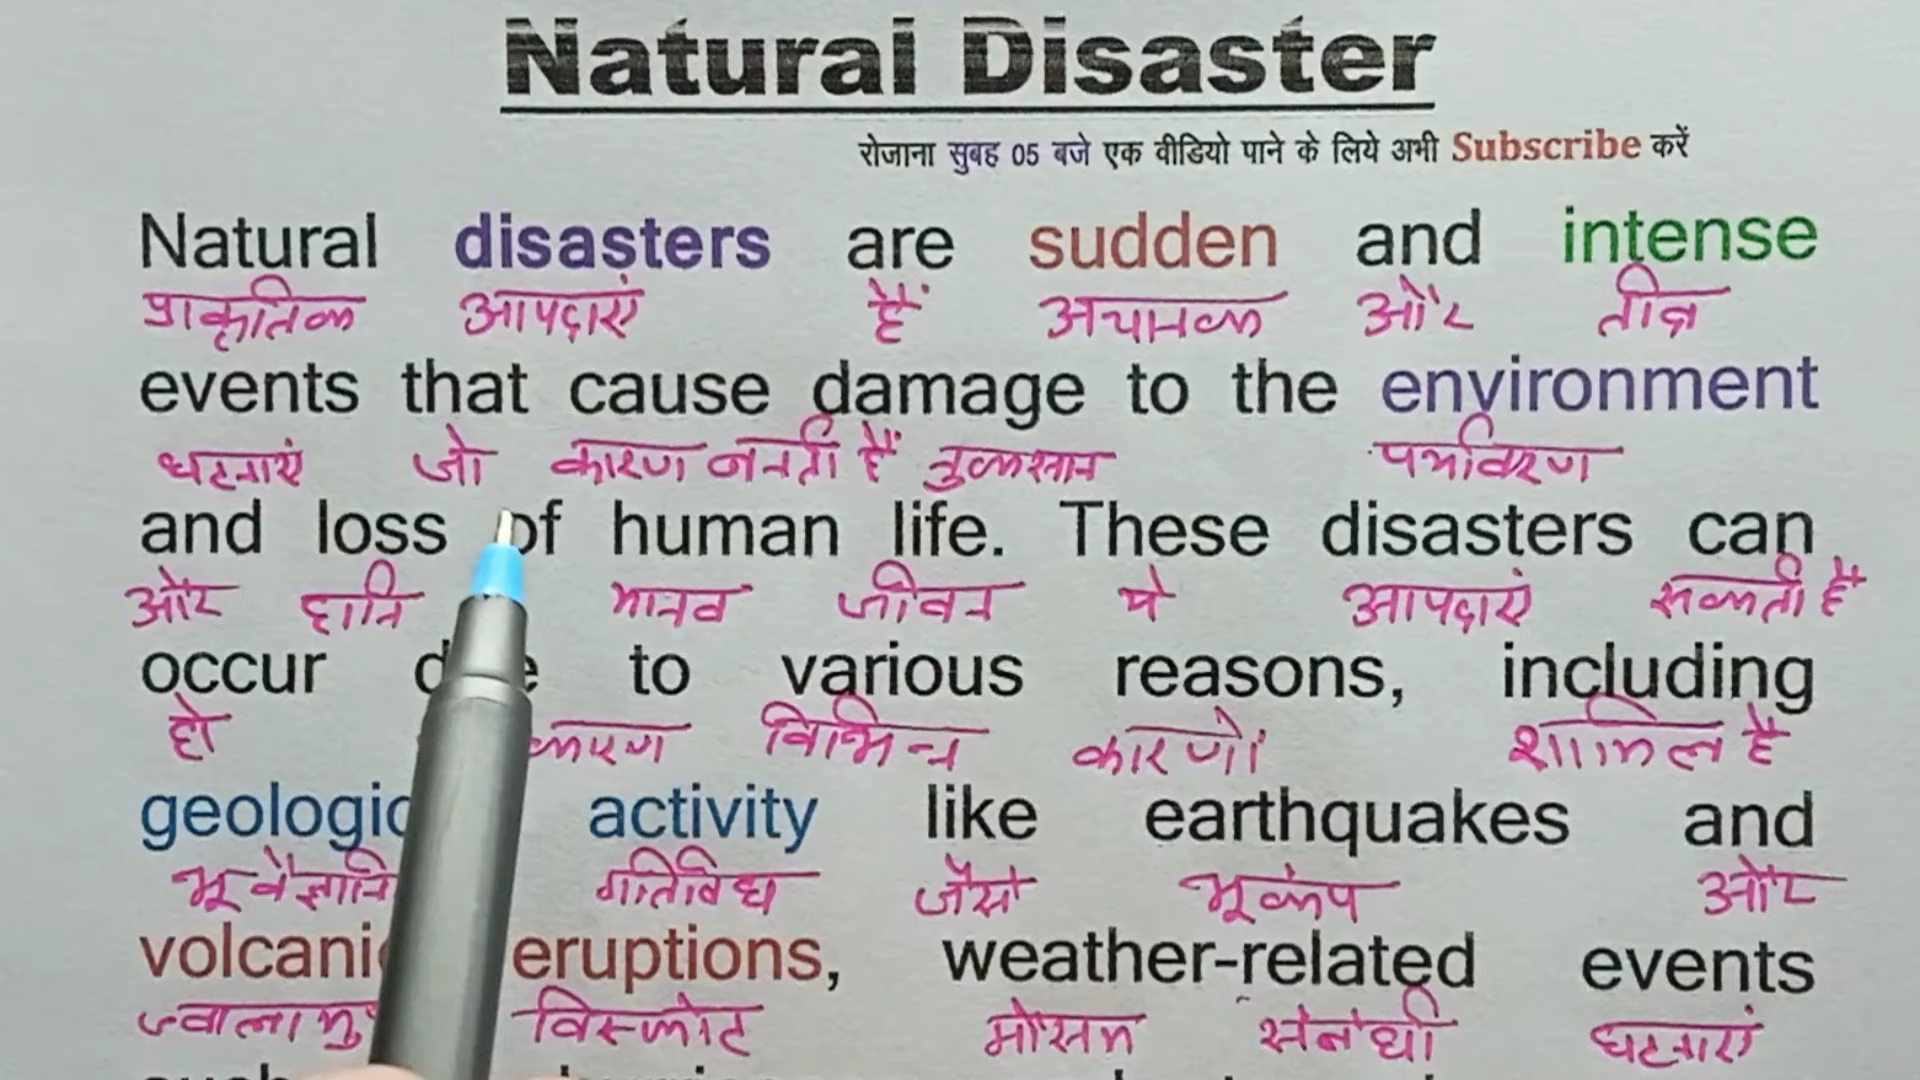 Natural Disaster
रोजाना सुबह 05 बजे एक वीडियो पाने के लिये अभी Subscribe करें
Natural disasters are sudden and intense
प्राकृतिक आपदाएं हैं अचानक और तीव्र
events that cause damage to the environment
घटनाएं जो कारण बनती हैं नुकसान पर्यावरण
and loss of human life. These disasters can
और हानि मानव जीवन ये आपदाएं सकती हैं
occur to various reasons, including
हो कारण विभिन्न कारणों शामिल है
activity like earthquakes and
गतिविधि जैसे भूकंप और
eruptions, weather-related events
विस्फोट मौसम संबंधी घटनाएं